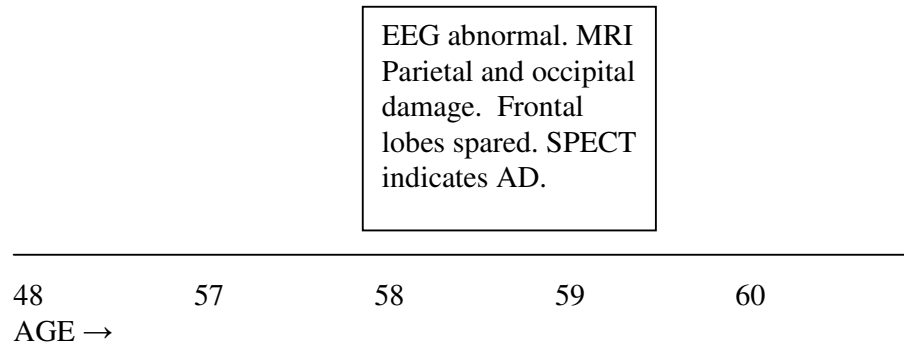 EEG abnormal. MRI
Parietal and occipital
damage.  Frontal
lobes spared. SPECT
indicates AD.
48 57 58 59 60
AGE →